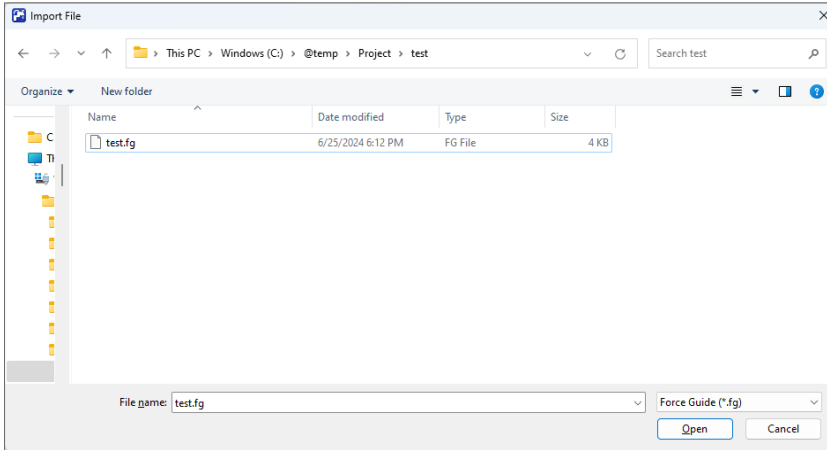 Import File
This PC > Windows (C:) > @temp > Project > test
Search test
Organize
New folder
Name
Date modified
Type
Size
C
Th
test.fg
6/25/2024 6:12 PM
FG File
4 KB
File name:
test.fg
Force Guide (*.fg)
Open
Cancel